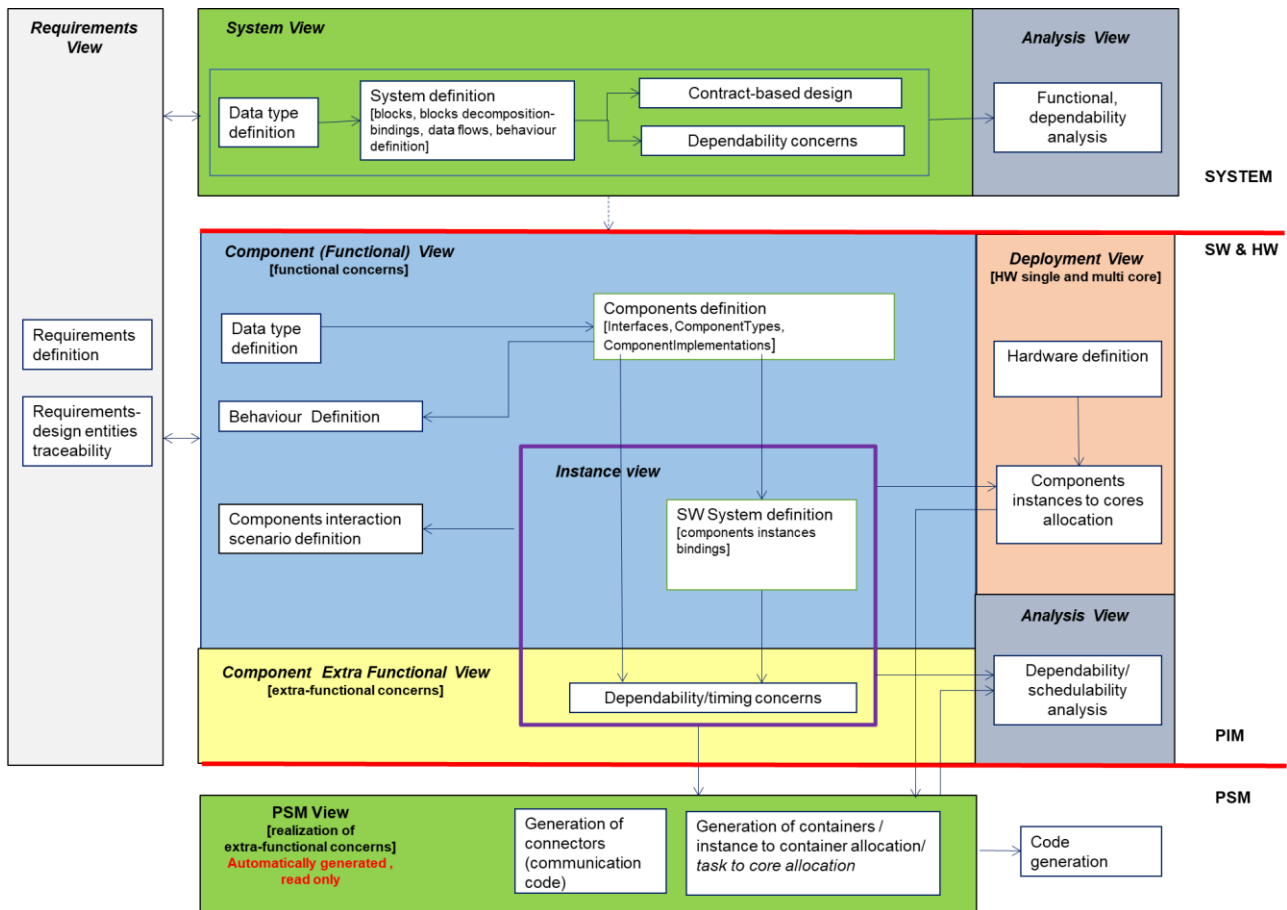 Requirements
View
Requirements
definition
Requirements-
design entities
traceability
System View
Data type
definition
System definition
[blocks, blocks decomposition-
bindings, data flows, behaviour
definition]
Contract-based design
Dependability concerns
Analysis View
Functional,
dependability
analysis
SYSTEM
SW & HW
Component (Functional) View
[functional concerns]
Data type
definition
Components definition
[Interfaces, ComponentTypes,
ComponentImplementations]
Behaviour Definition
Instance view
Components interaction
scenario definition
SW System definition
[components instances
bindings]
Deployment View
[HW single and multi core]
Hardware definition
Components
instances to cores
allocation
Component Extra Functional View
[extra-functional concerns]
Dependability/timing concerns
Analysis View
Dependability/
schedulability
analysis
PIM
PSM
PSM View
[realization of
extra-functional concerns]
Automatically generated ,
read only
Generation of
connectors
(communication
code)
Generation of containers /
instance to container allocation/
task to core allocation
Code
generation